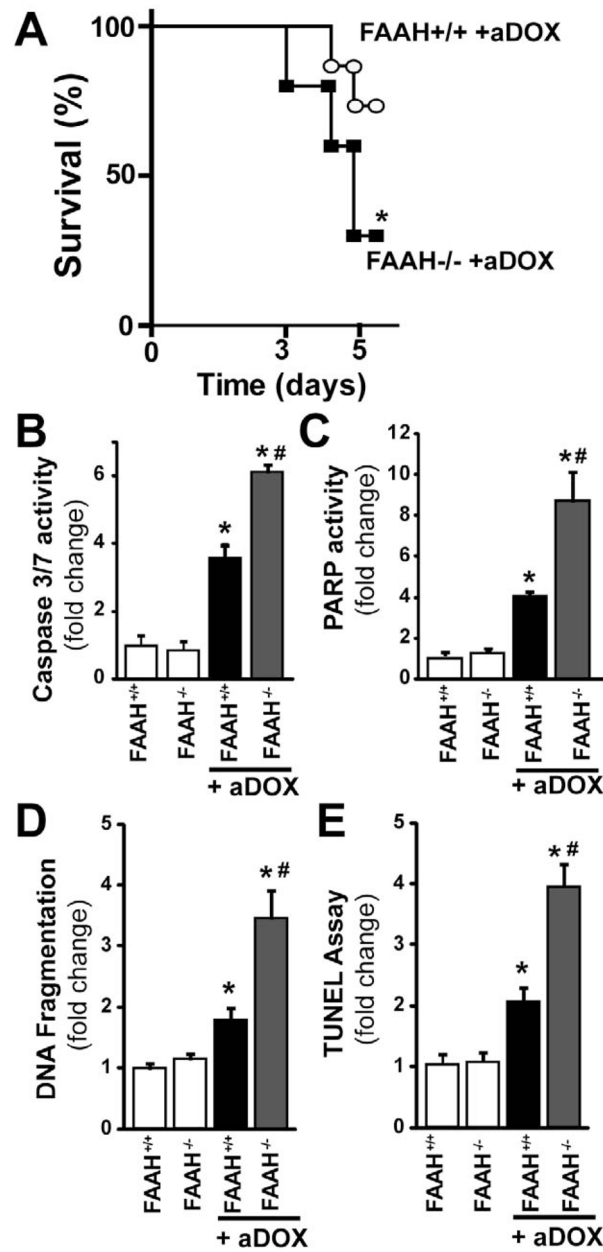 A
FAAH+/+ +aDOX
100
Survival (%)
50
*
FAAH-/- +aDOX
0
0
3
5
Time (days)
B
Caspase 3/7 activity
(fold change)
6
4
2
0
*
* #
FAAH+/+
FAAH-/-
FAAH+/+
FAAH-/-
+ aDOX
C
PARP activity
(fold change)
12
10
8
6
4
2
0
*
*#
FAAH+/+
FAAH-/-
FAAH+/+
FAAH-/-
+ aDOX
D
DNA Fragmentation
(fold change)
5
4
3
2
1
0
*
* #
FAAH+/+
FAAH-/-
FAAH+/+
FAAH-/-
+ aDOX
E
TUNEL Assay
(fold change)
5
4
3
2
1
0
*
* #
FAAH+/+
FAAH-/-
FAAH+/+
FAAH-/-
+ aDOX